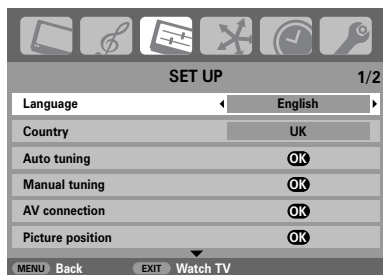 SET UP 1/2
Language English
Country UK
Auto tuning OK
Manual tuning OK
AV connection OK
Picture position OK
MENU Back EXIT Watch TV